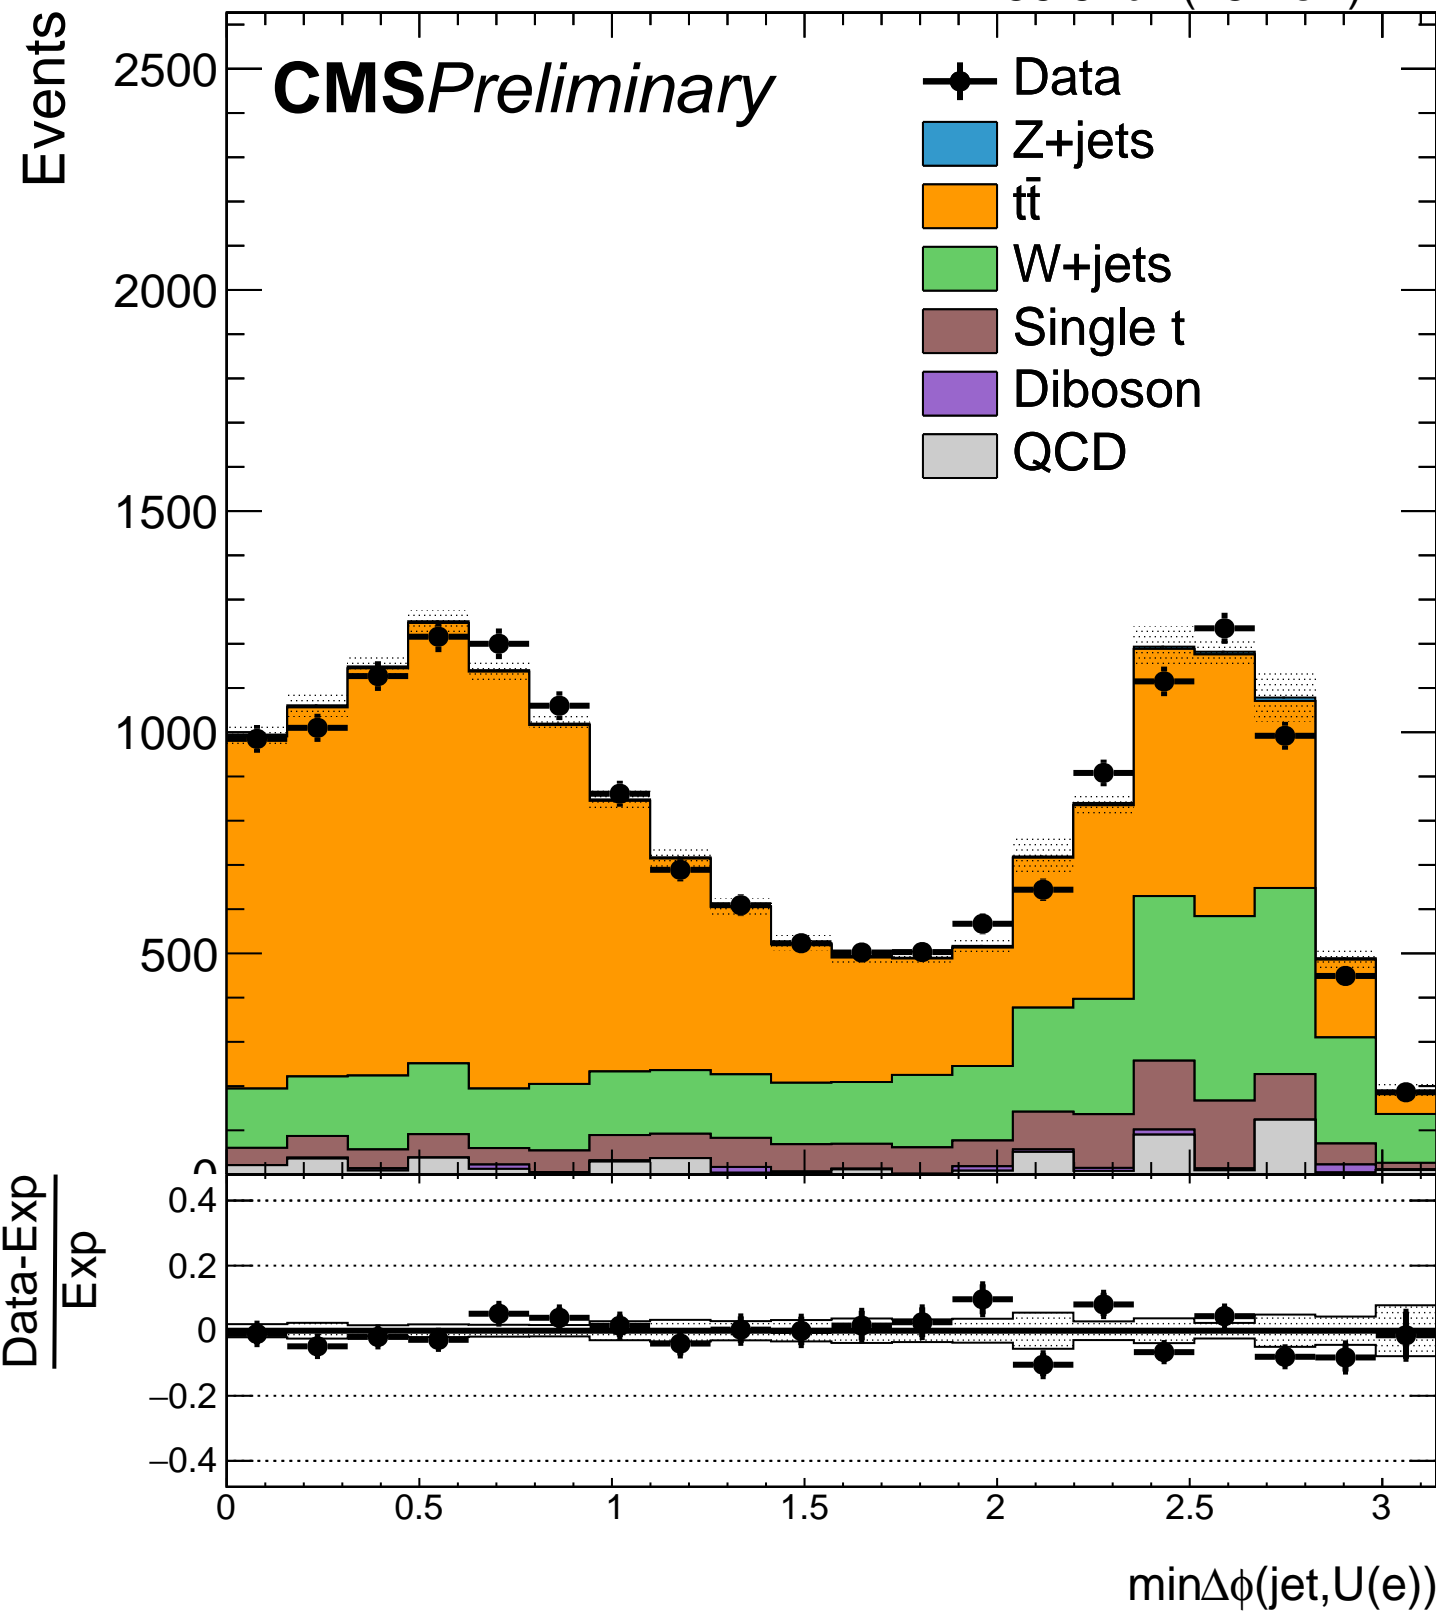 Events
2500
2000
1500
1000
500
0
CMS Preliminary
Data
Z+jets
tt̄
W+jets
Single t
Diboson
QCD
Data-Exp
Exp
0.4
0.2
0
−0.2
−0.4
0 0.5 1 1.5 2 2.5 3
minΔϕ(jet,U(e))